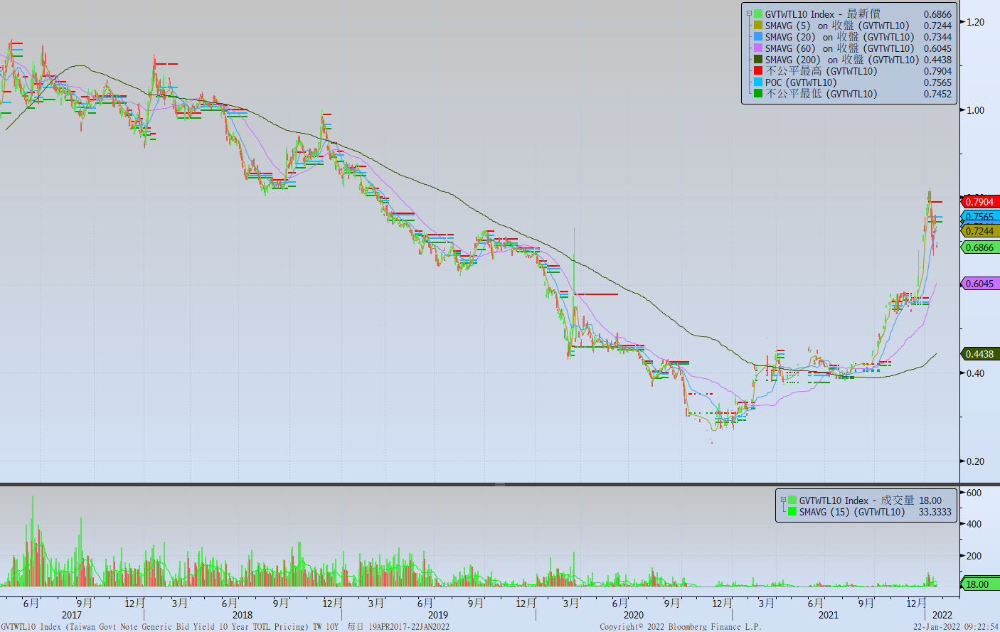 GVTWTL10 Index - 最新價 0.6866
SMAVG (5) on 收盤 (GVTWTL10) 0.7244
SMAVG (20) on 收盤 (GVTWTL10) 0.7344
SMAVG (60) on 收盤 (GVTWTL10) 0.6045
SMAVG (200) on 收盤 (GVTWTL10) 0.4438
不公平最高 (GVTWTL10) 0.7904
POC (GVTWTL10) 0.7565
不公平最低 (GVTWTL10) 0.7452
1.20
1.00
0.7904
0.7565
0.7244
0.6866
0.6045
0.4438
0.40
0.20
GVTWTL10 Index - 成交量 18.00
SMAVG (15) (GVTWTL10) 33.3333
600
400
200
18.00
6月 9月 12月 3月 6月 9月 12月 3月 6月 9月 12月 3月 6月 9月 12月 3月 6月 9月 12月
2017 2018 2019 2020 2021 2022
GVTWTL10 Index (Taiwan Govt Note Generic Bid Yield 10 Year TOTL Pricing) TW 10Y 每日 19APR2017-22JAN2022 Copyright© 2022 Bloomberg Finance L.P. 22-Jan-2022 09:22:54